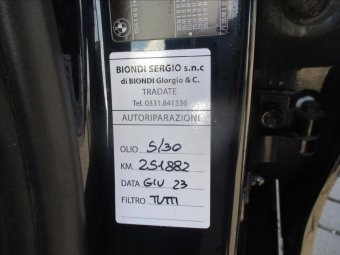 BIONDI SERGIO s.n.c
di BIONDI Giorgio & C.
TRADATE
Tel. 0331.841336
AUTORIPARAZIONI
OLIO 5/30
KM. 251882
DATA GIU 23
FILTRO TUTTI